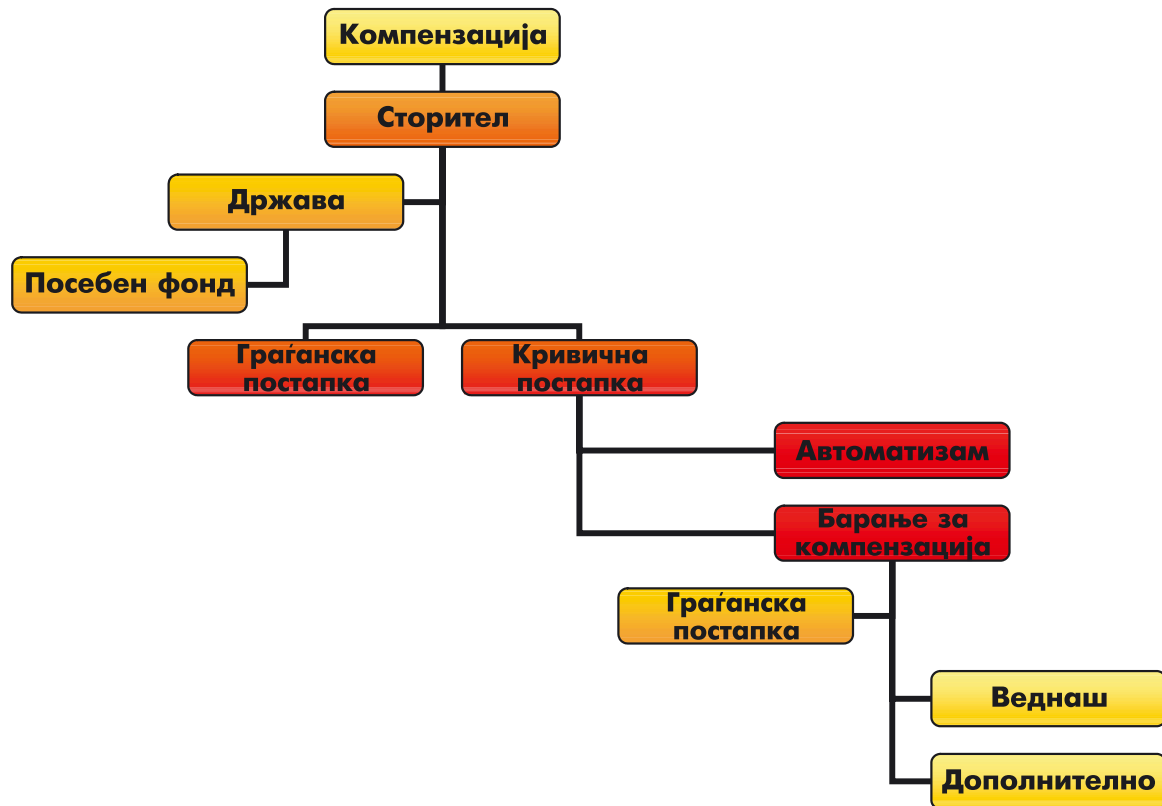 Компензација
Сторител
Држава
Посебен фонд
Граѓанска
постапка
Кривична
постапка
Автоматизам
Барање за
компензација
Граѓанска
постапка
Веднаш
Дополнително